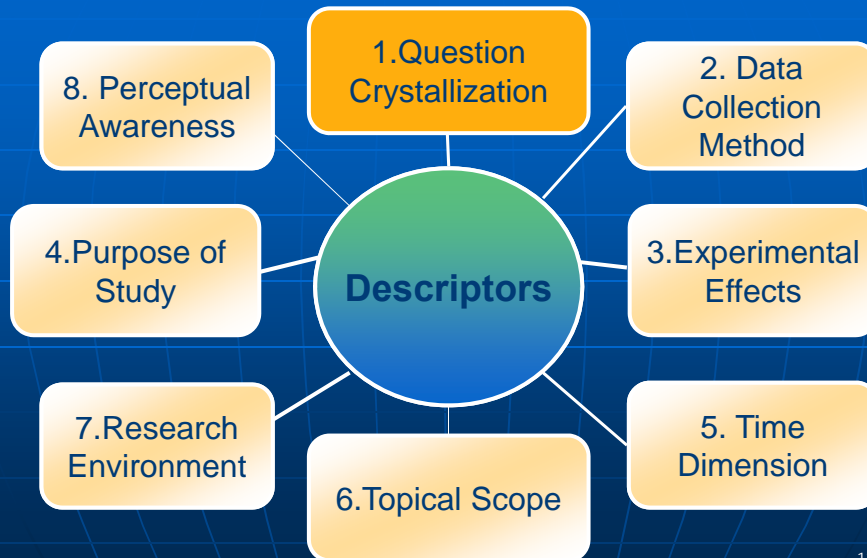 1.Question
Crystallization
2. Data
Collection
Method
3.Experimental
Effects
5. Time
Dimension
6.Topical Scope
7.Research
Environment
4.Purpose of
Study
8. Perceptual
Awareness
Descriptors
1